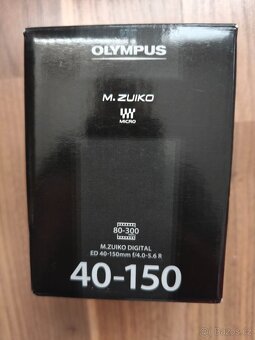 OLYMPUS
M.ZUIKO
MICRO
80-300
M.ZUIKO DIGITAL
ED 40-150mm f/4.0-5.6 R
40-150